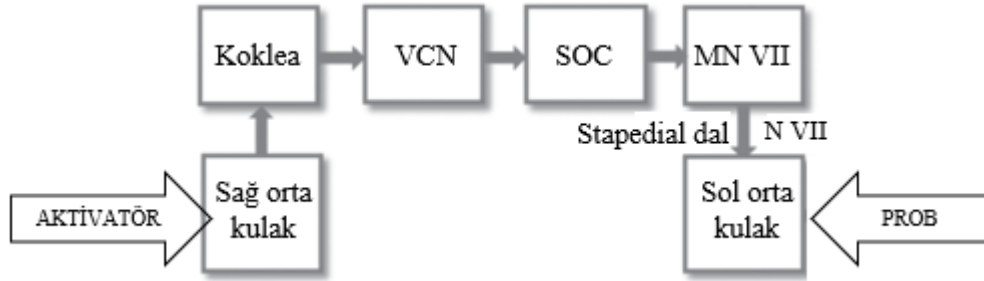 Koklea
VCN
SOC
MN VII
Stapedial dal
N VII
AKTİVATÖR
Sağ orta
kulak
Sol orta
kulak
PROB